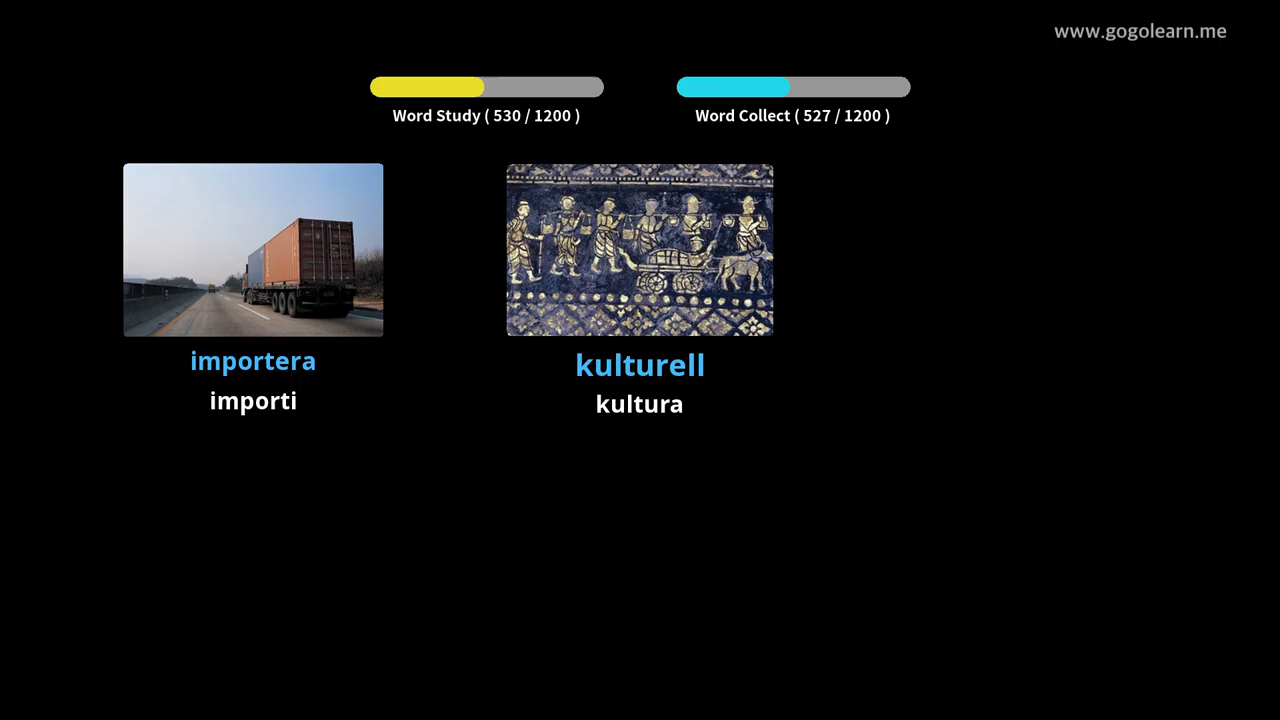 www.gogolearn.me
Word Study ( 530 / 1200 )
Word Collect ( 527 / 1200 )
importera
importi
kulturell
kultura